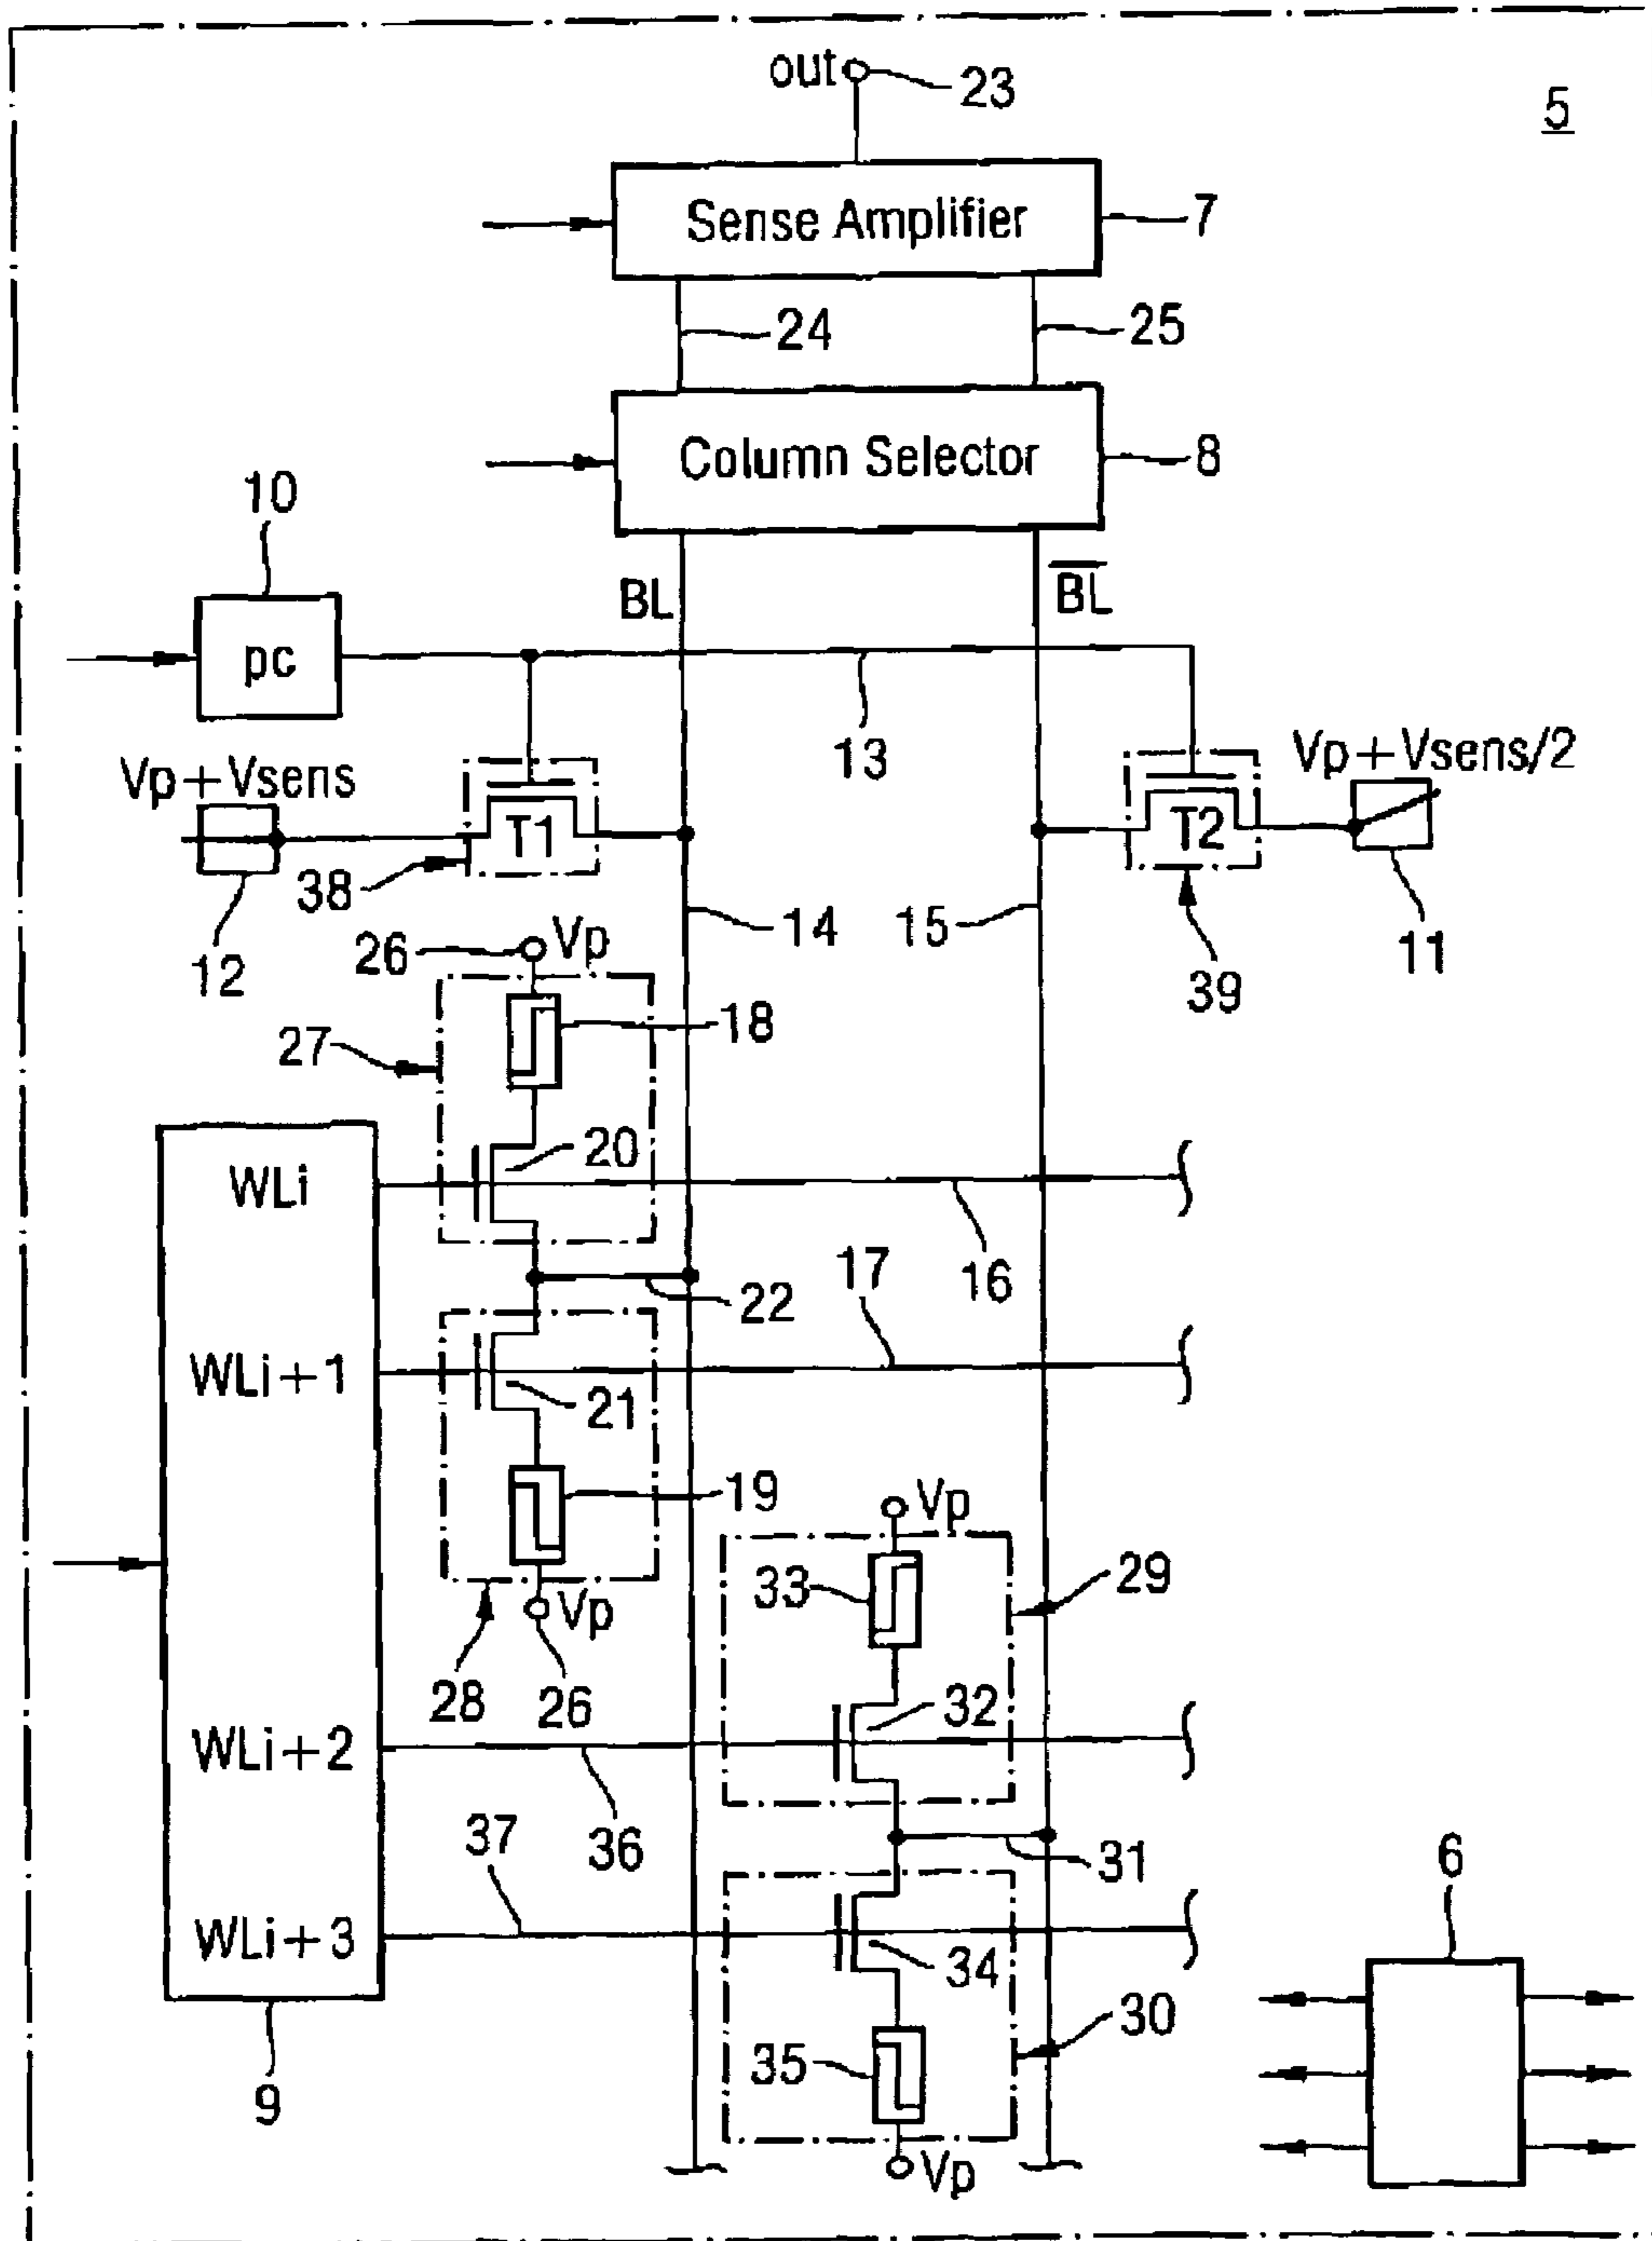 out 23
5
Sense Amplifier 7
24 25
Column Selector 8
10
BL B̅L̅
pc
13
Vp+Vsens T1 T2 Vp+Vsens/2
38
12 26 Vp 14 15 39 11
18
27
20
WLi
16
17
22
WLi+1
21
19
Vp
33 29
Vp
28 26
32
WLi+2
36
37 31 6
WLi+3
34
30
35
9
Vp